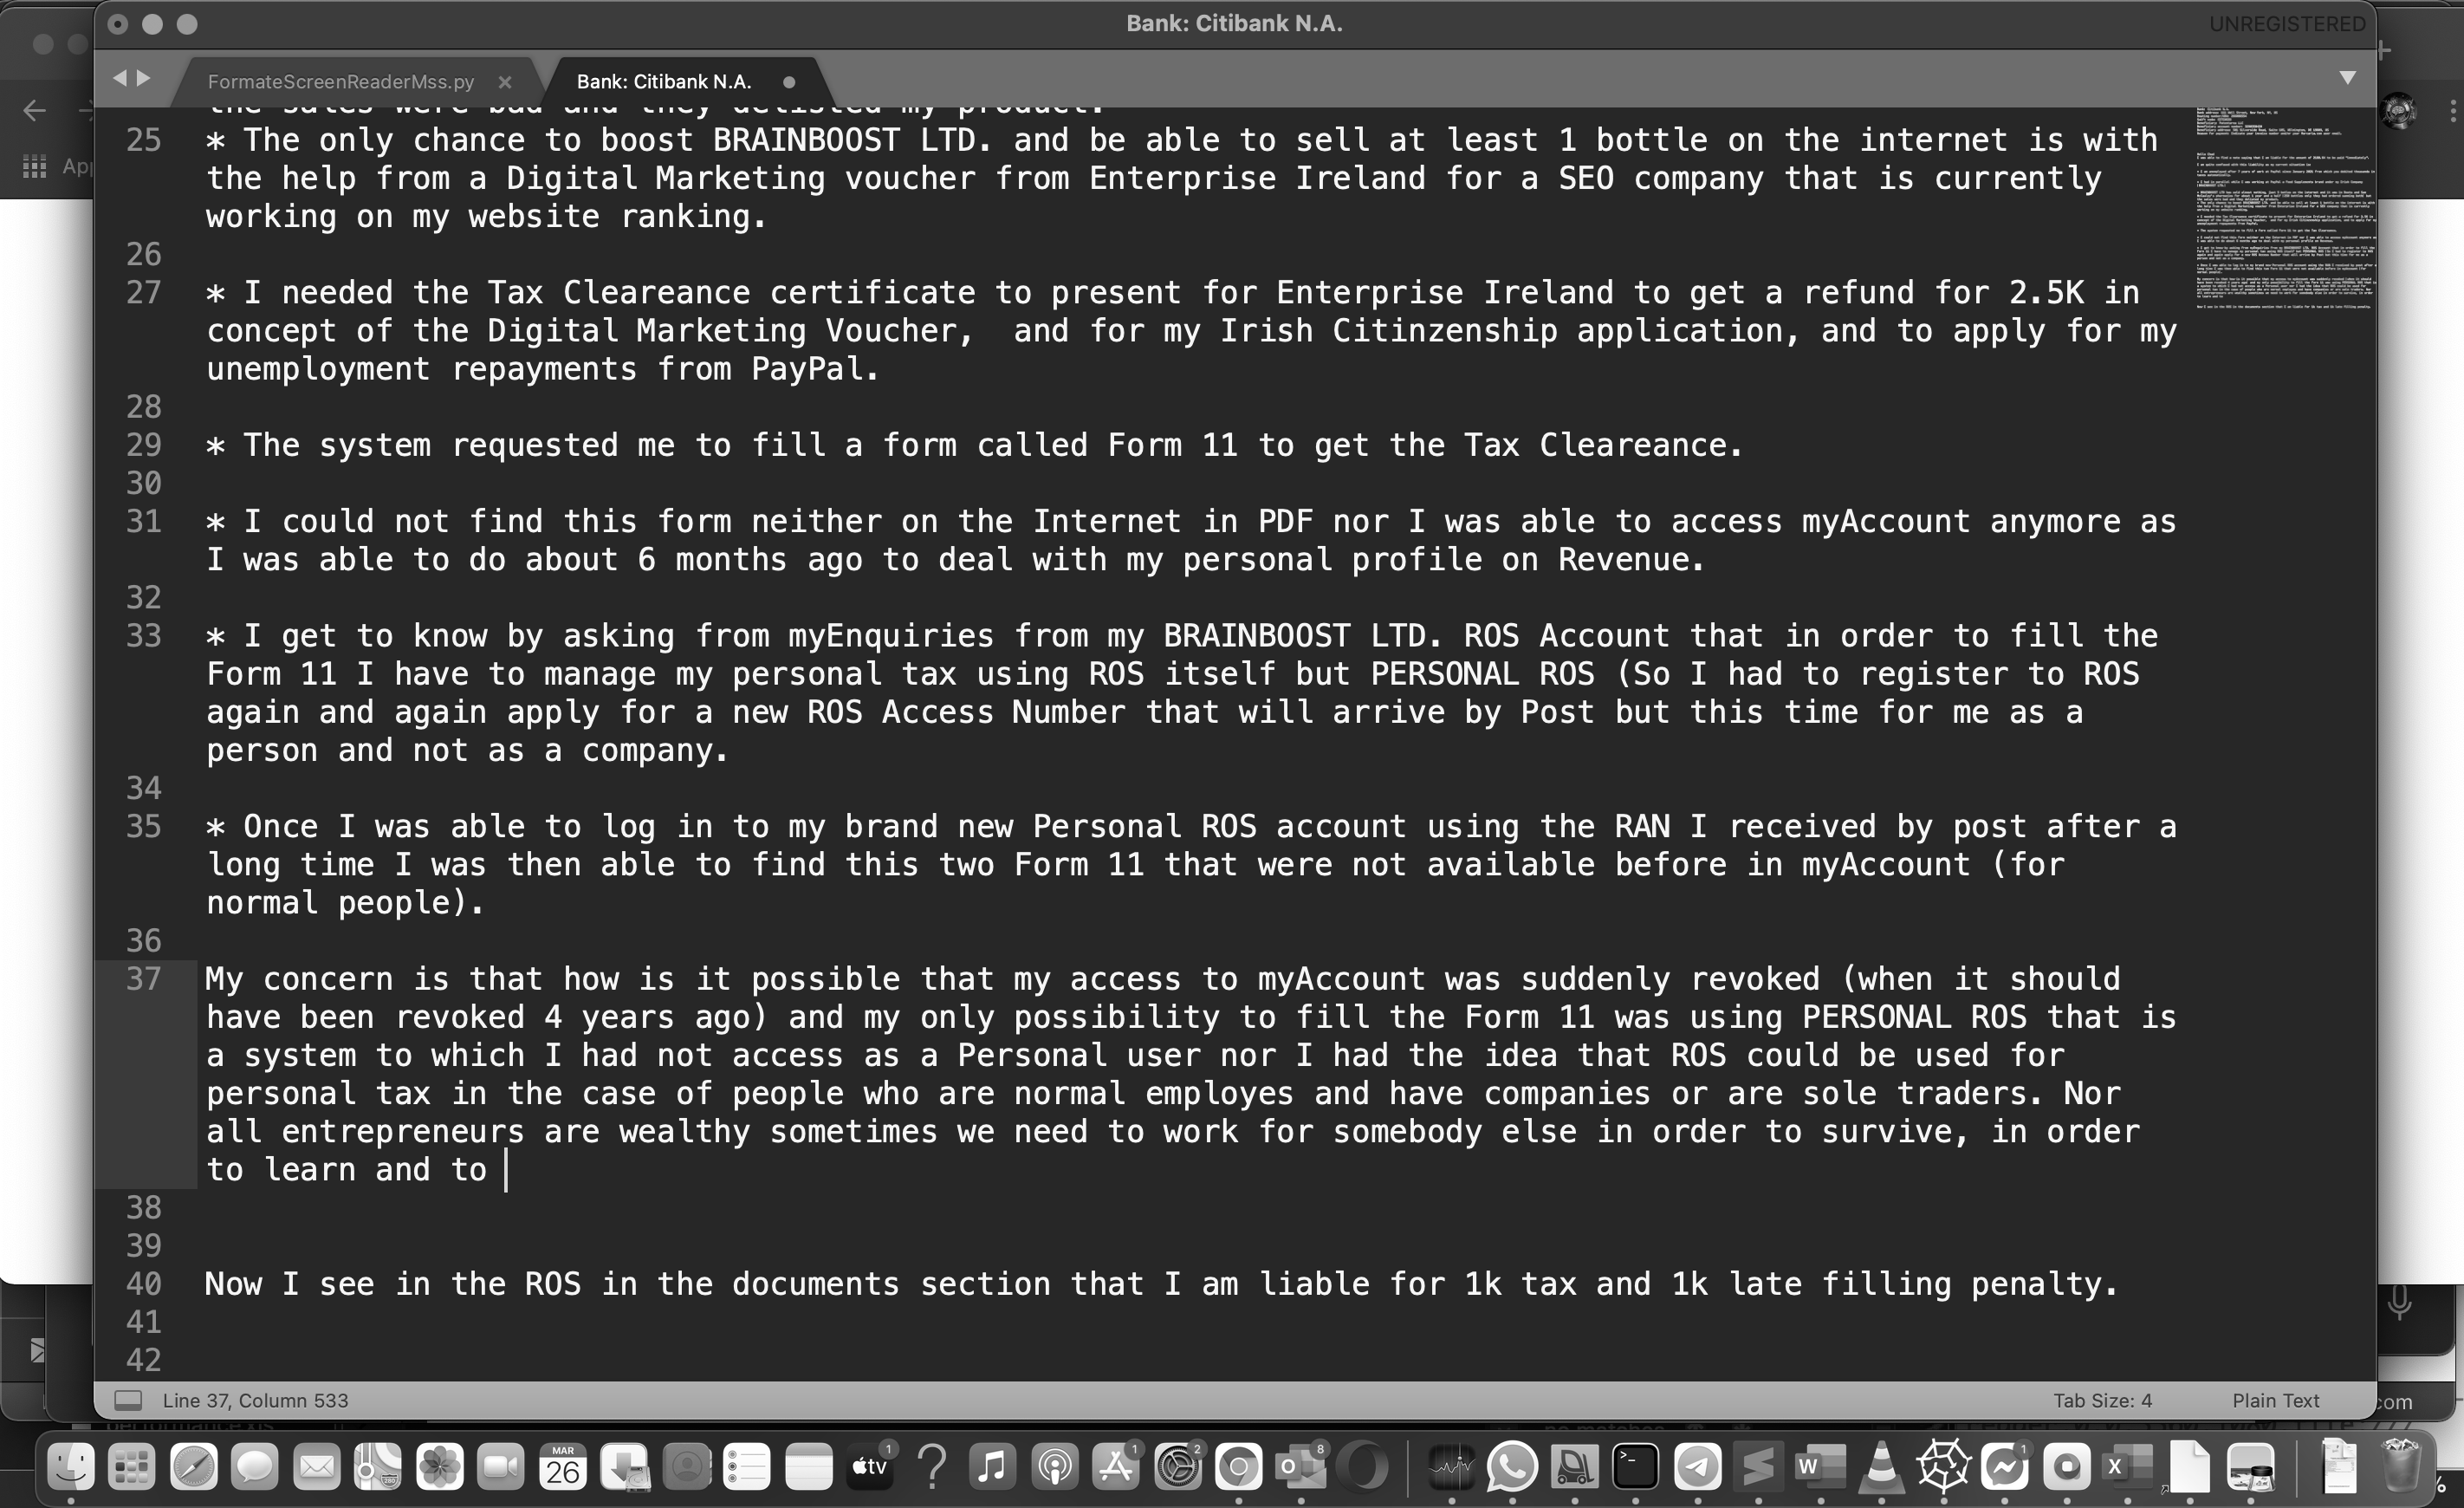 Bank: Citibank N.A.
UNREGISTERED
FormateScreenReaderMss.py
Bank: Citibank N.A.
the sales were bad and they delisted my product.
25 * The only chance to boost BRAINBOOST LTD. and be able to sell at least 1 bottle on the internet is with
the help from a Digital Marketing voucher from Enterprise Ireland for a SEO company that is currently
working on my website ranking.
26
27 * I needed the Tax Cleareance certificate to present for Enterprise Ireland to get a refund for 2.5K in
concept of the Digital Marketing Voucher,  and for my Irish Citinzenship application, and to apply for my
unemployment repayments from PayPal.
28
29 * The system requested me to fill a form called Form 11 to get the Tax Cleareance.
30
31 * I could not find this form neither on the Internet in PDF nor I was able to access myAccount anymore as
I was able to do about 6 months ago to deal with my personal profile on Revenue.
32
33 * I get to know by asking from myEnquiries from my BRAINBOOST LTD. ROS Account that in order to fill the
Form 11 I have to manage my personal tax using ROS itself but PERSONAL ROS (So I had to register to ROS
again and again apply for a new ROS Access Number that will arrive by Post but this time for me as a
person and not as a company.
34
35 * Once I was able to log in to my brand new Personal ROS account using the RAN I received by post after a
long time I was then able to find this two Form 11 that were not available before in myAccount (for
normal people).
36
37 My concern is that how is it possible that my access to myAccount was suddenly revoked (when it should
have been revoked 4 years ago) and my only possibility to fill the Form 11 was using PERSONAL ROS that is
a system to which I had not access as a Personal user nor I had the idea that ROS could be used for
personal tax in the case of people who are normal employes and have companies or are sole traders. Nor
all entrepreneurs are wealthy sometimes we need to work for somebody else in order to survive, in order
to learn and to
38
39
40 Now I see in the ROS in the documents section that I am liable for 1k tax and 1k late filling penalty.
41
42
Line 37, Column 533
Tab Size: 4
Plain Text
com
MAR
26
tv